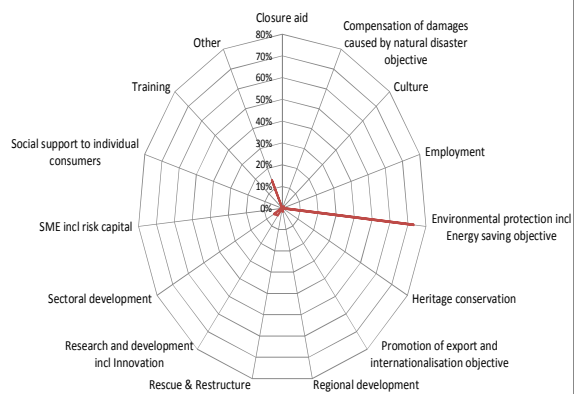 Closure aid
80%
70%
60%
50%
40%
30%
20%
10%
0%
Compensation of damages
caused by natural disaster
objective
Culture
Employment
Environmental protection incl
Energy saving objective
Heritage conservation
Promotion of export and
internationalisation objective
Regional development
Rescue & Restructure
Research and development
incl Innovation
Sectoral development
SME incl risk capital
Social support to individual
consumers
Training
Other